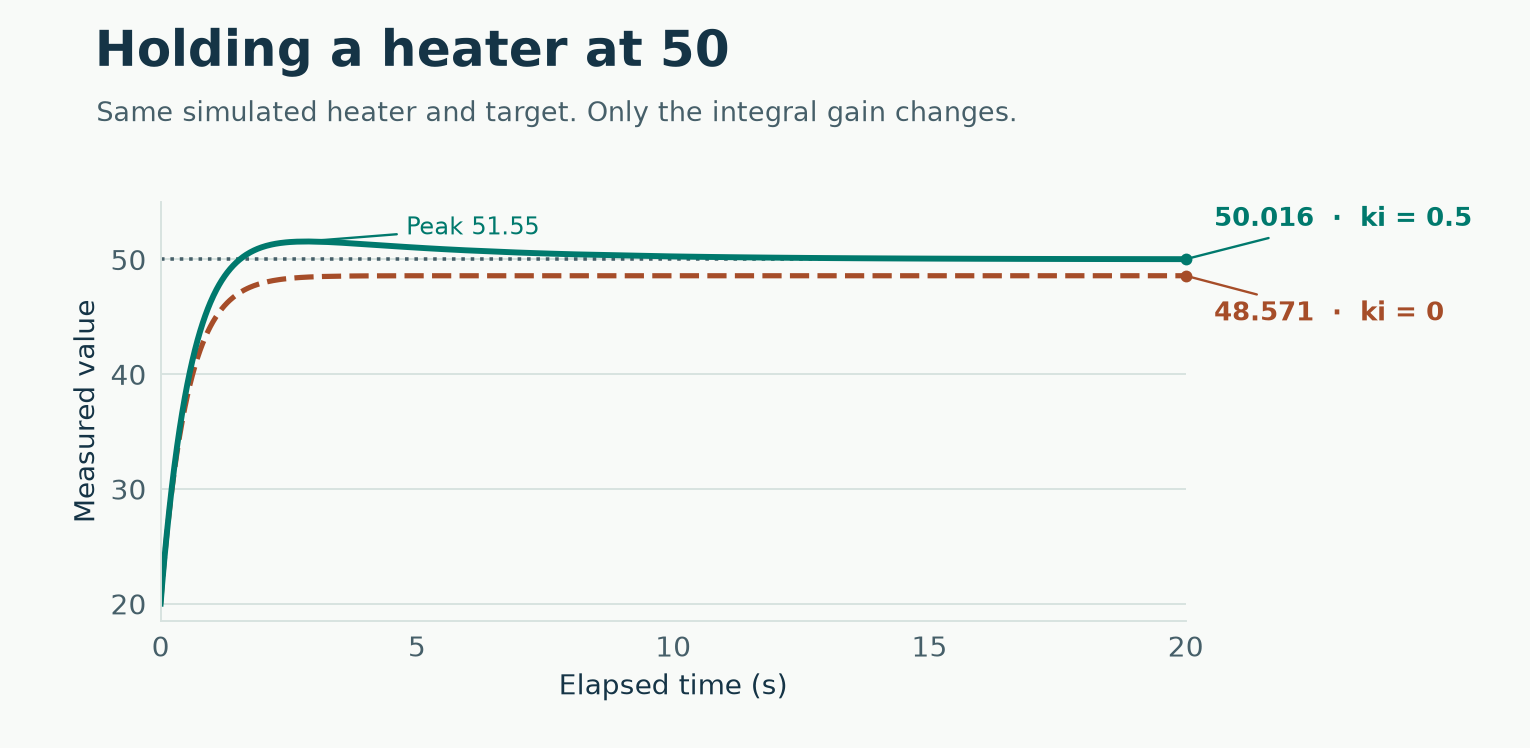 Holding a heater at 50
Same simulated heater and target. Only the integral gain changes.
50.016 · ki = 0.5
Peak 51.55
50
48.571 · ki = 0
40
30
20
Measured value
0 5 10 15 20
Elapsed time (s)